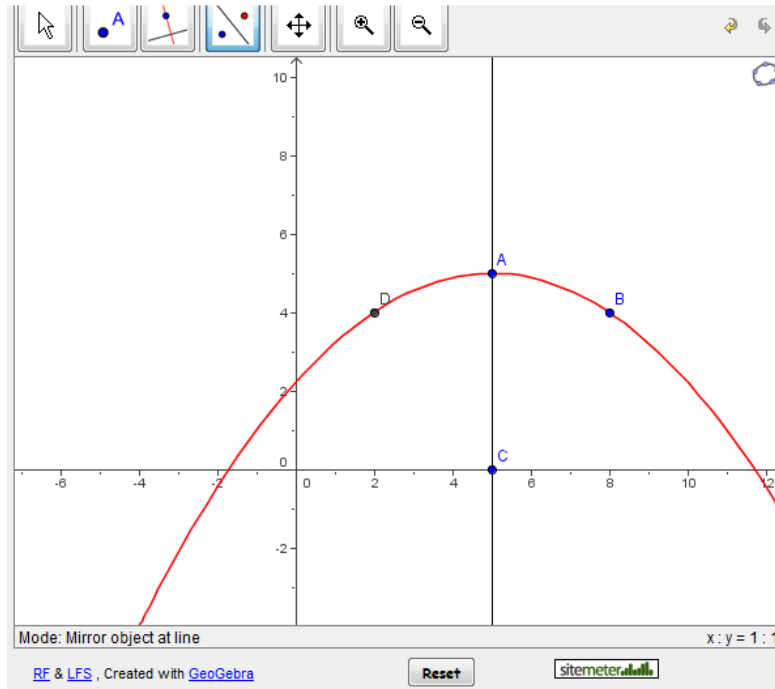 A
10
8
6
A
D
B
4
2
0
C
-6
-4
-2
0
2
4
6
8
10
12
-2
Mode: Mirror object at line
x : y = 1 : 1
RF & LFS , Created with GeoGebra
Reset
sitemeter